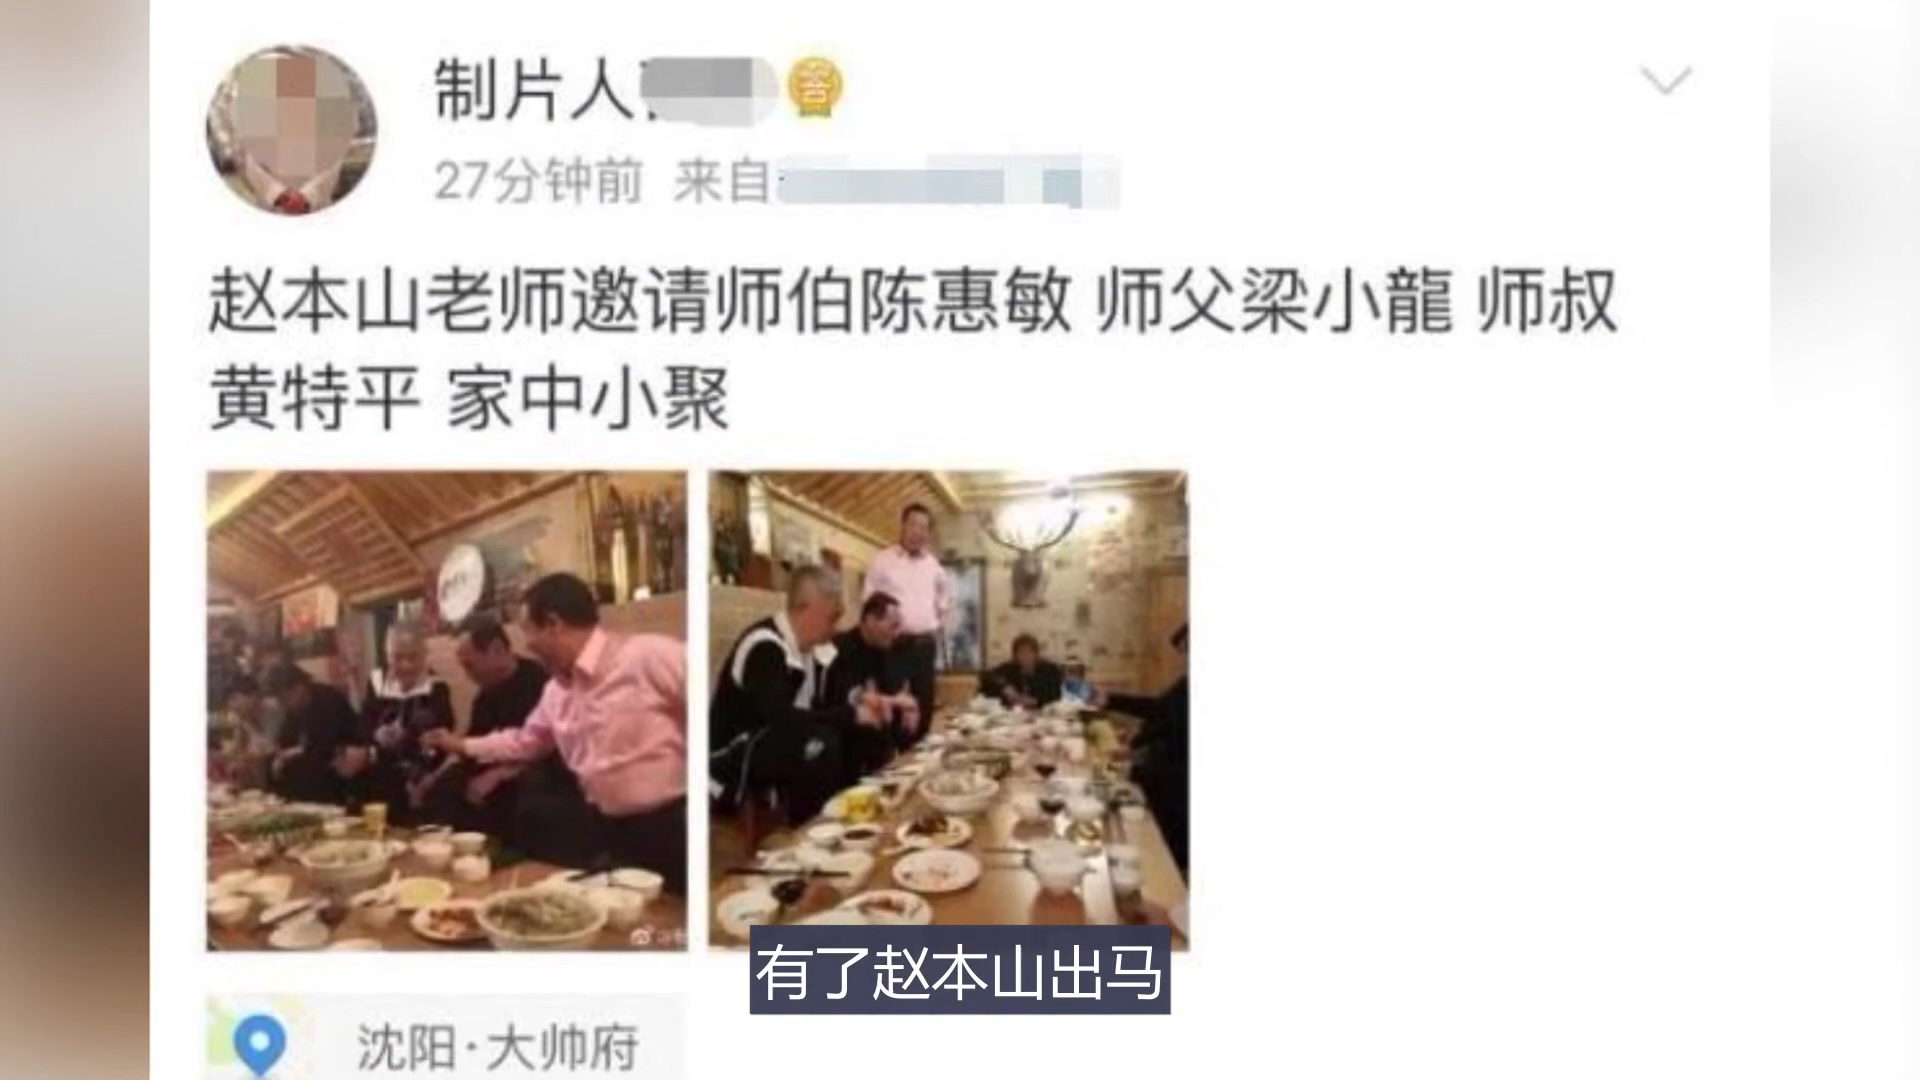 制片人
27分钟前 来自
赵本山老师邀请师伯陈惠敏 师父梁小龍 师叔
黄特平 家中小聚
有了赵本山出马
沈阳·大帅府